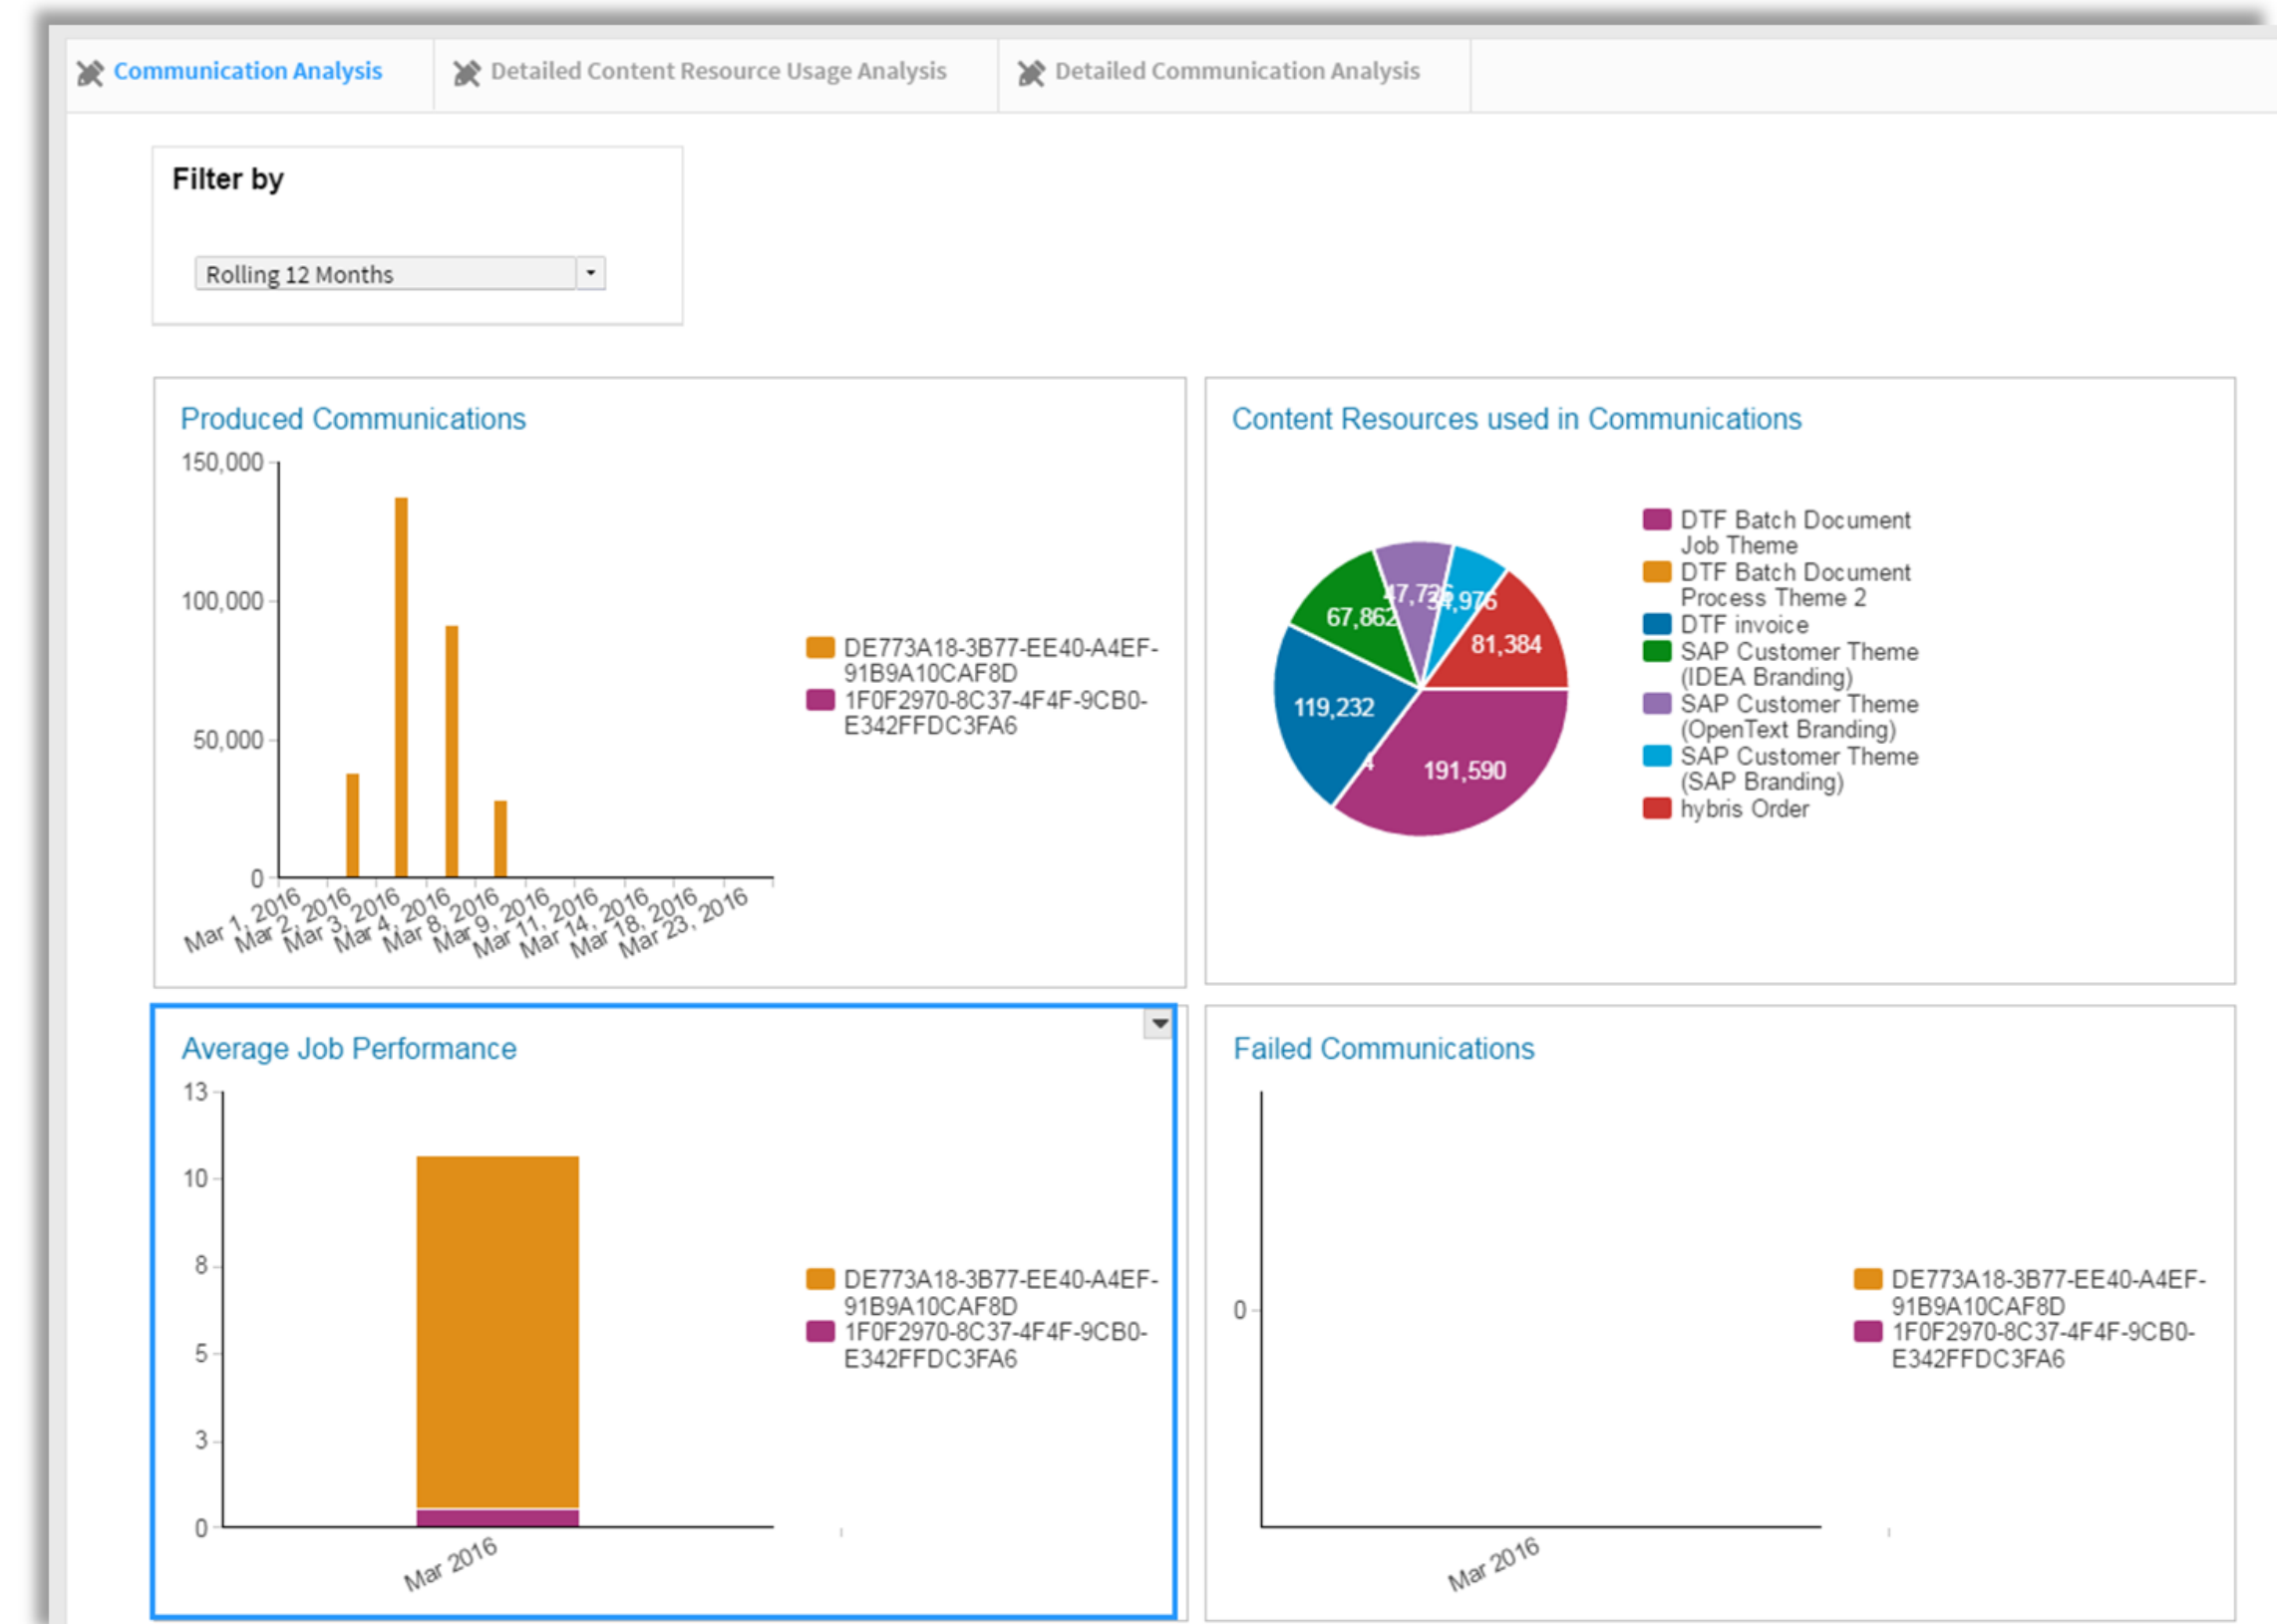 Communication Analysis
Detailed Content Resource Usage Analysis
Detailed Communication Analysis
Filter by
Rolling 12 Months
Produced Communications
150,000
100,000
50,000
0
Mar 1, 2016
Mar 2, 2016
Mar 3, 2016
Mar 4, 2016
Mar 8, 2016
Mar 9, 2016
Mar 11, 2016
Mar 14, 2016
Mar 18, 2016
Mar 23, 2016
DE773A18-3B77-EE40-A4EF-
91B9A10CAF8D
1F0F2970-8C37-4F4F-9CB0-
E342FFDC3FA6
Content Resources used in Communications
67,862
81,384
119,232
4
191,590
DTF Batch Document
Job Theme
DTF Batch Document
Process Theme 2
DTF invoice
SAP Customer Theme
(IDEA Branding)
SAP Customer Theme
(OpenText Branding)
SAP Customer Theme
(SAP Branding)
hybris Order
Average Job Performance
13
10
8
5
3
0
Mar 2016
DE773A18-3B77-EE40-A4EF-
91B9A10CAF8D
1F0F2970-8C37-4F4F-9CB0-
E342FFDC3FA6
Failed Communications
0
Mar 2016
DE773A18-3B77-EE40-A4EF-
91B9A10CAF8D
1F0F2970-8C37-4F4F-9CB0-
E342FFDC3FA6